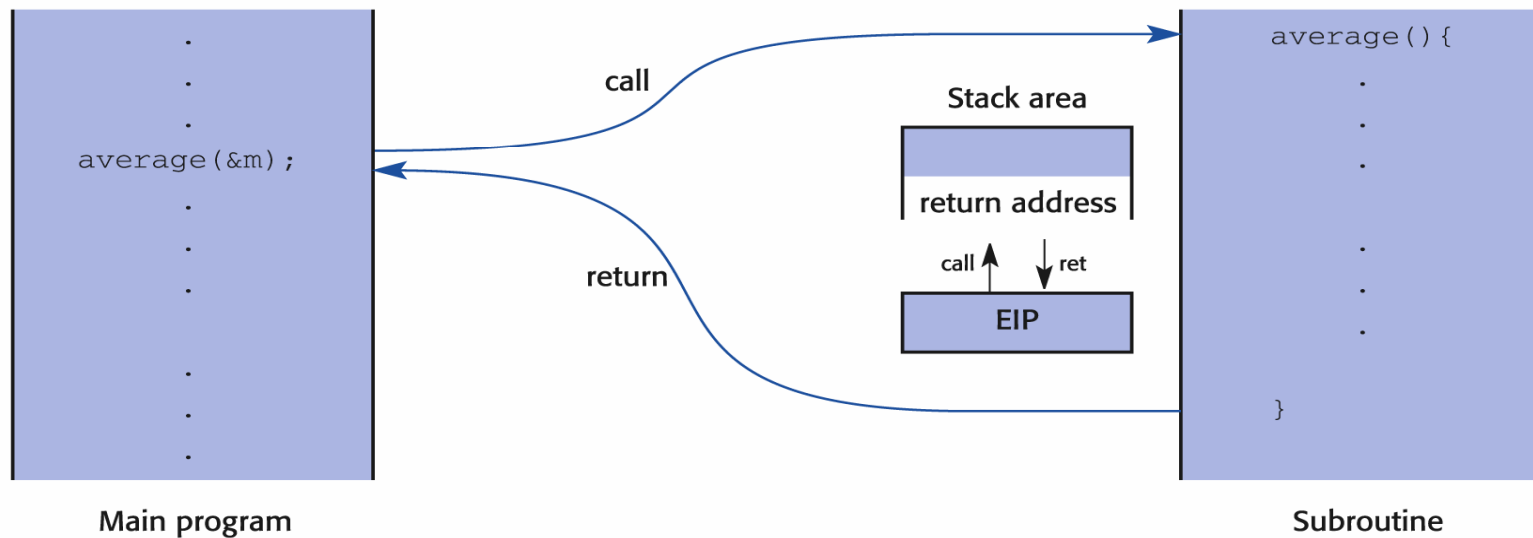 average(&m);
Main program
call
return
Stack area
return address
call
ret
EIP
average(){
}
Subroutine